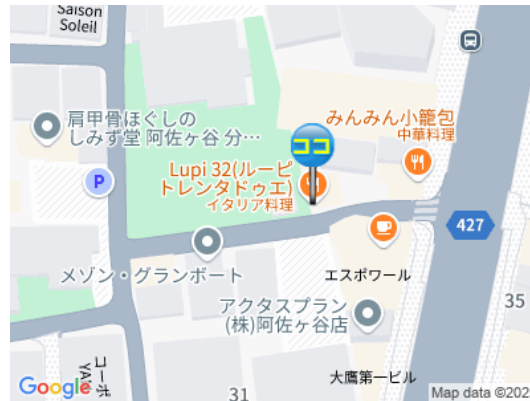 Saison
Soleil
肩甲骨ほぐしの
しみず堂 阿佐ヶ谷 分…
みんみん小籠包
中華料理
ココ
P
Lupi 32(ルーピ
トレンタドゥエ)
イタリア料理
427
メゾン・グランボート
エスポワール
アクタスプラン
(株)阿佐ヶ谷店
35
コーポ
大鷹第一ビル
31
Google
Map data ©202